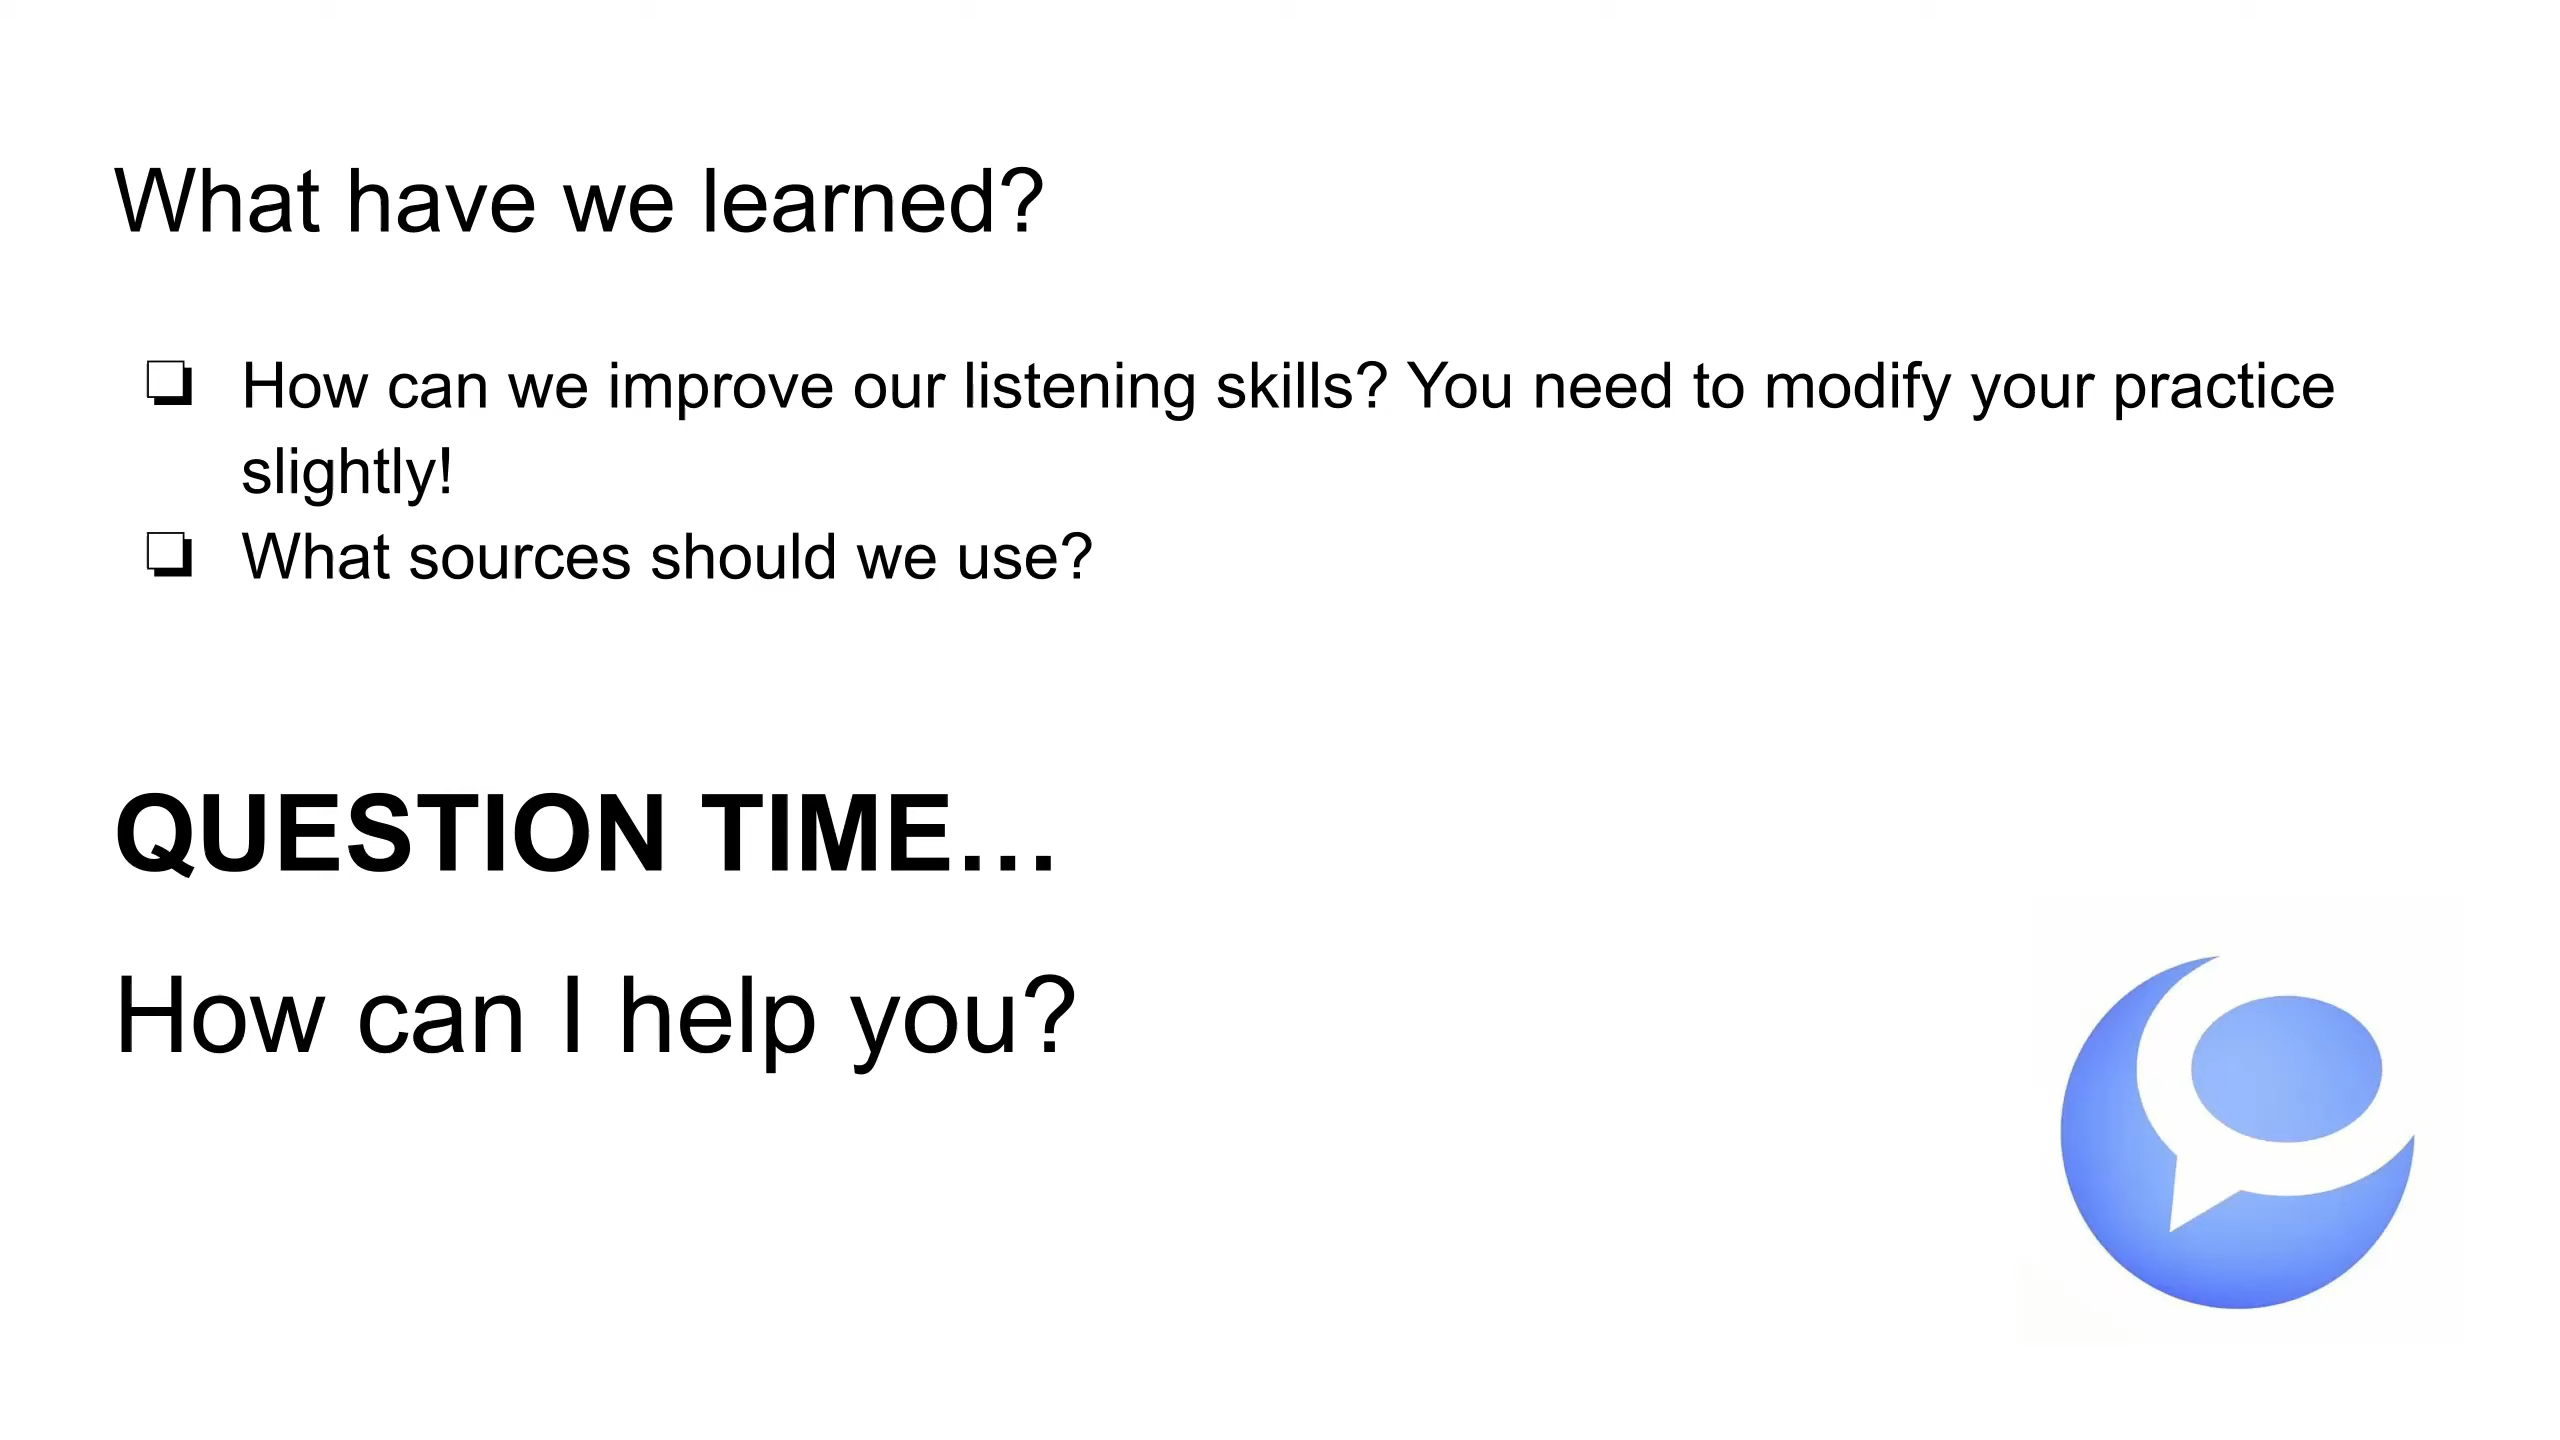 What have we learned?
❏ How can we improve our listening skills? You need to modify your practice
slightly!
❏ What sources should we use?
QUESTION TIME…
How can I help you?